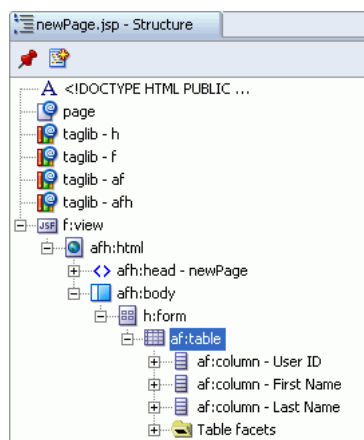 newPage.jsp - Structure
A <!DOCTYPE HTML PUBLIC ...
page
taglib - h
taglib - f
taglib - af
taglib - afh
JSF f:view
afh:html
<> afh:head - newPage
afh:body
h:form
af:table
af:column - User ID
af:column - First Name
af:column - Last Name
Table facets